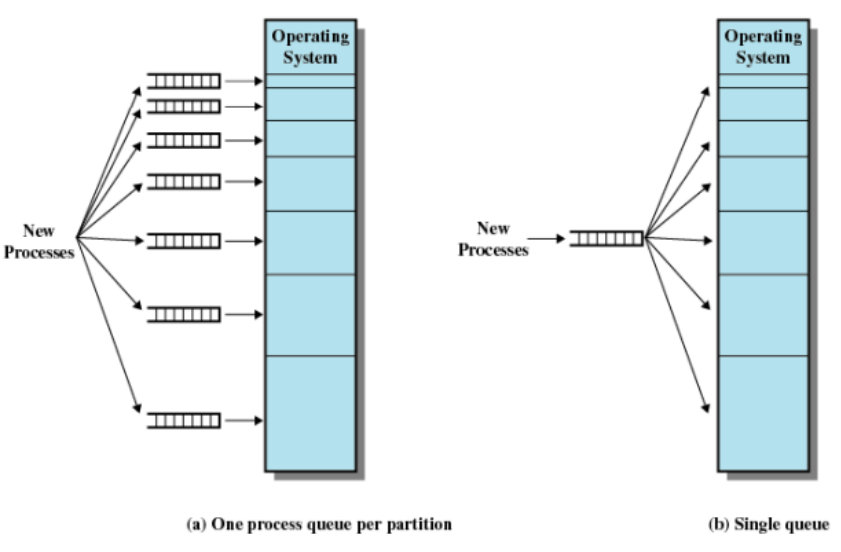 Operating
System
New
Processes
(a) One process queue per partition
Operating
System
New
Processes
(b) Single queue